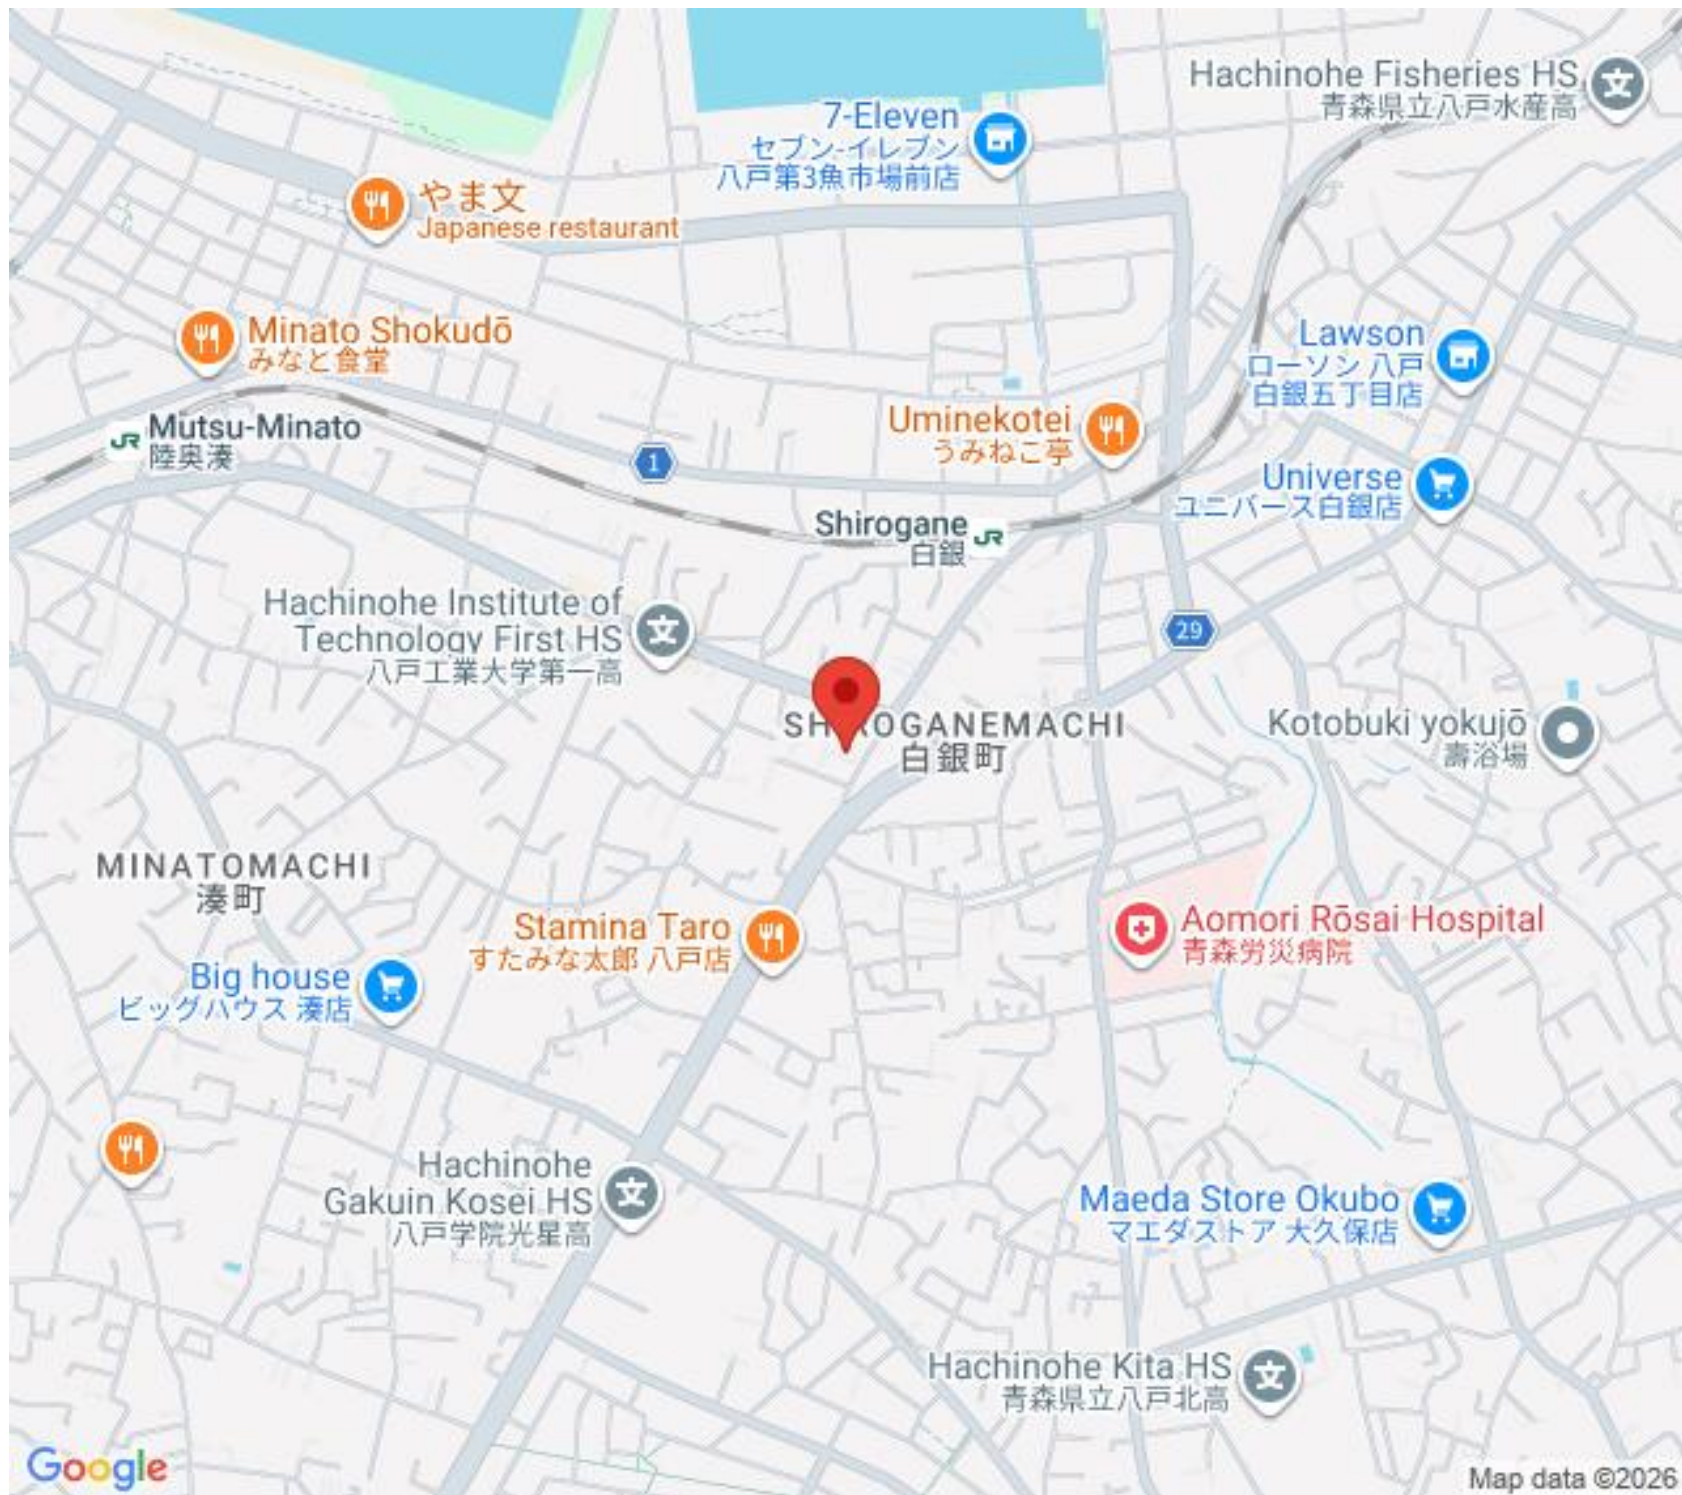 Hachinohe Fisheries HS
青森県立八戸水産高
7-Eleven
セブン-イレブン
八戸第3魚市場前店
やま文
Japanese restaurant
Minato Shokudō
みなと食堂
Lawson
ローソン 八戸
白銀五丁目店
Mutsu-Minato
陸奥湊
JR
1
Uminekotei
うみねこ亭
Universe
ユニバース白銀店
Shirogane
白銀
JR
Hachinohe Institute of
Technology First HS
八戸工業大学第一高
29
SHIROGANEMACHI
白銀町
Kotobuki yokujō
壽浴場
MINATOMACHI
湊町
Stamina Taro
すたみな太郎 八戸店
Aomori Rōsai Hospital
青森労災病院
Big house
ビッグハウス 湊店
Hachinohe
Gakuin Kosei HS
八戸学院光星高
Maeda Store Okubo
マエダストア 大久保店
Hachinohe Kita HS
青森県立八戸北高
Google
Map data ©2026